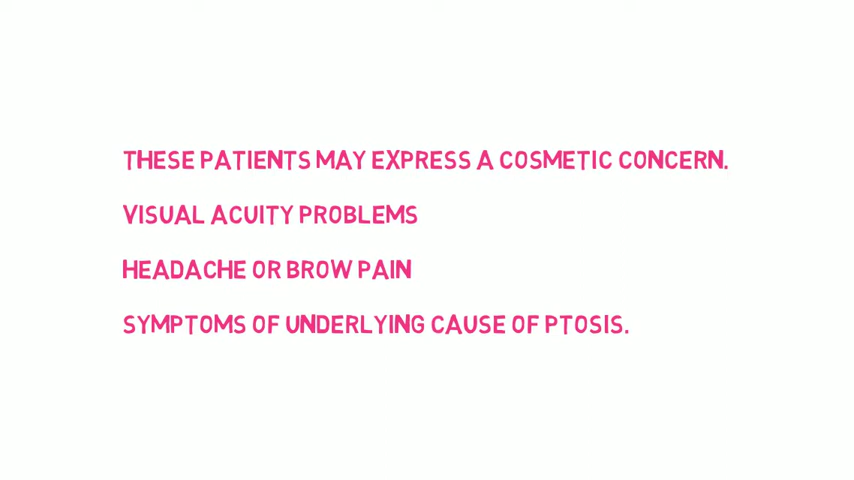 THESE PATIENTS MAY EXPRESS A COSMETIC CONCERN.
VISUAL ACUITY PROBLEMS
HEADACHE OR BROW PAIN
SYMPTOMS OF UNDERLYING CAUSE OF PTOSIS.